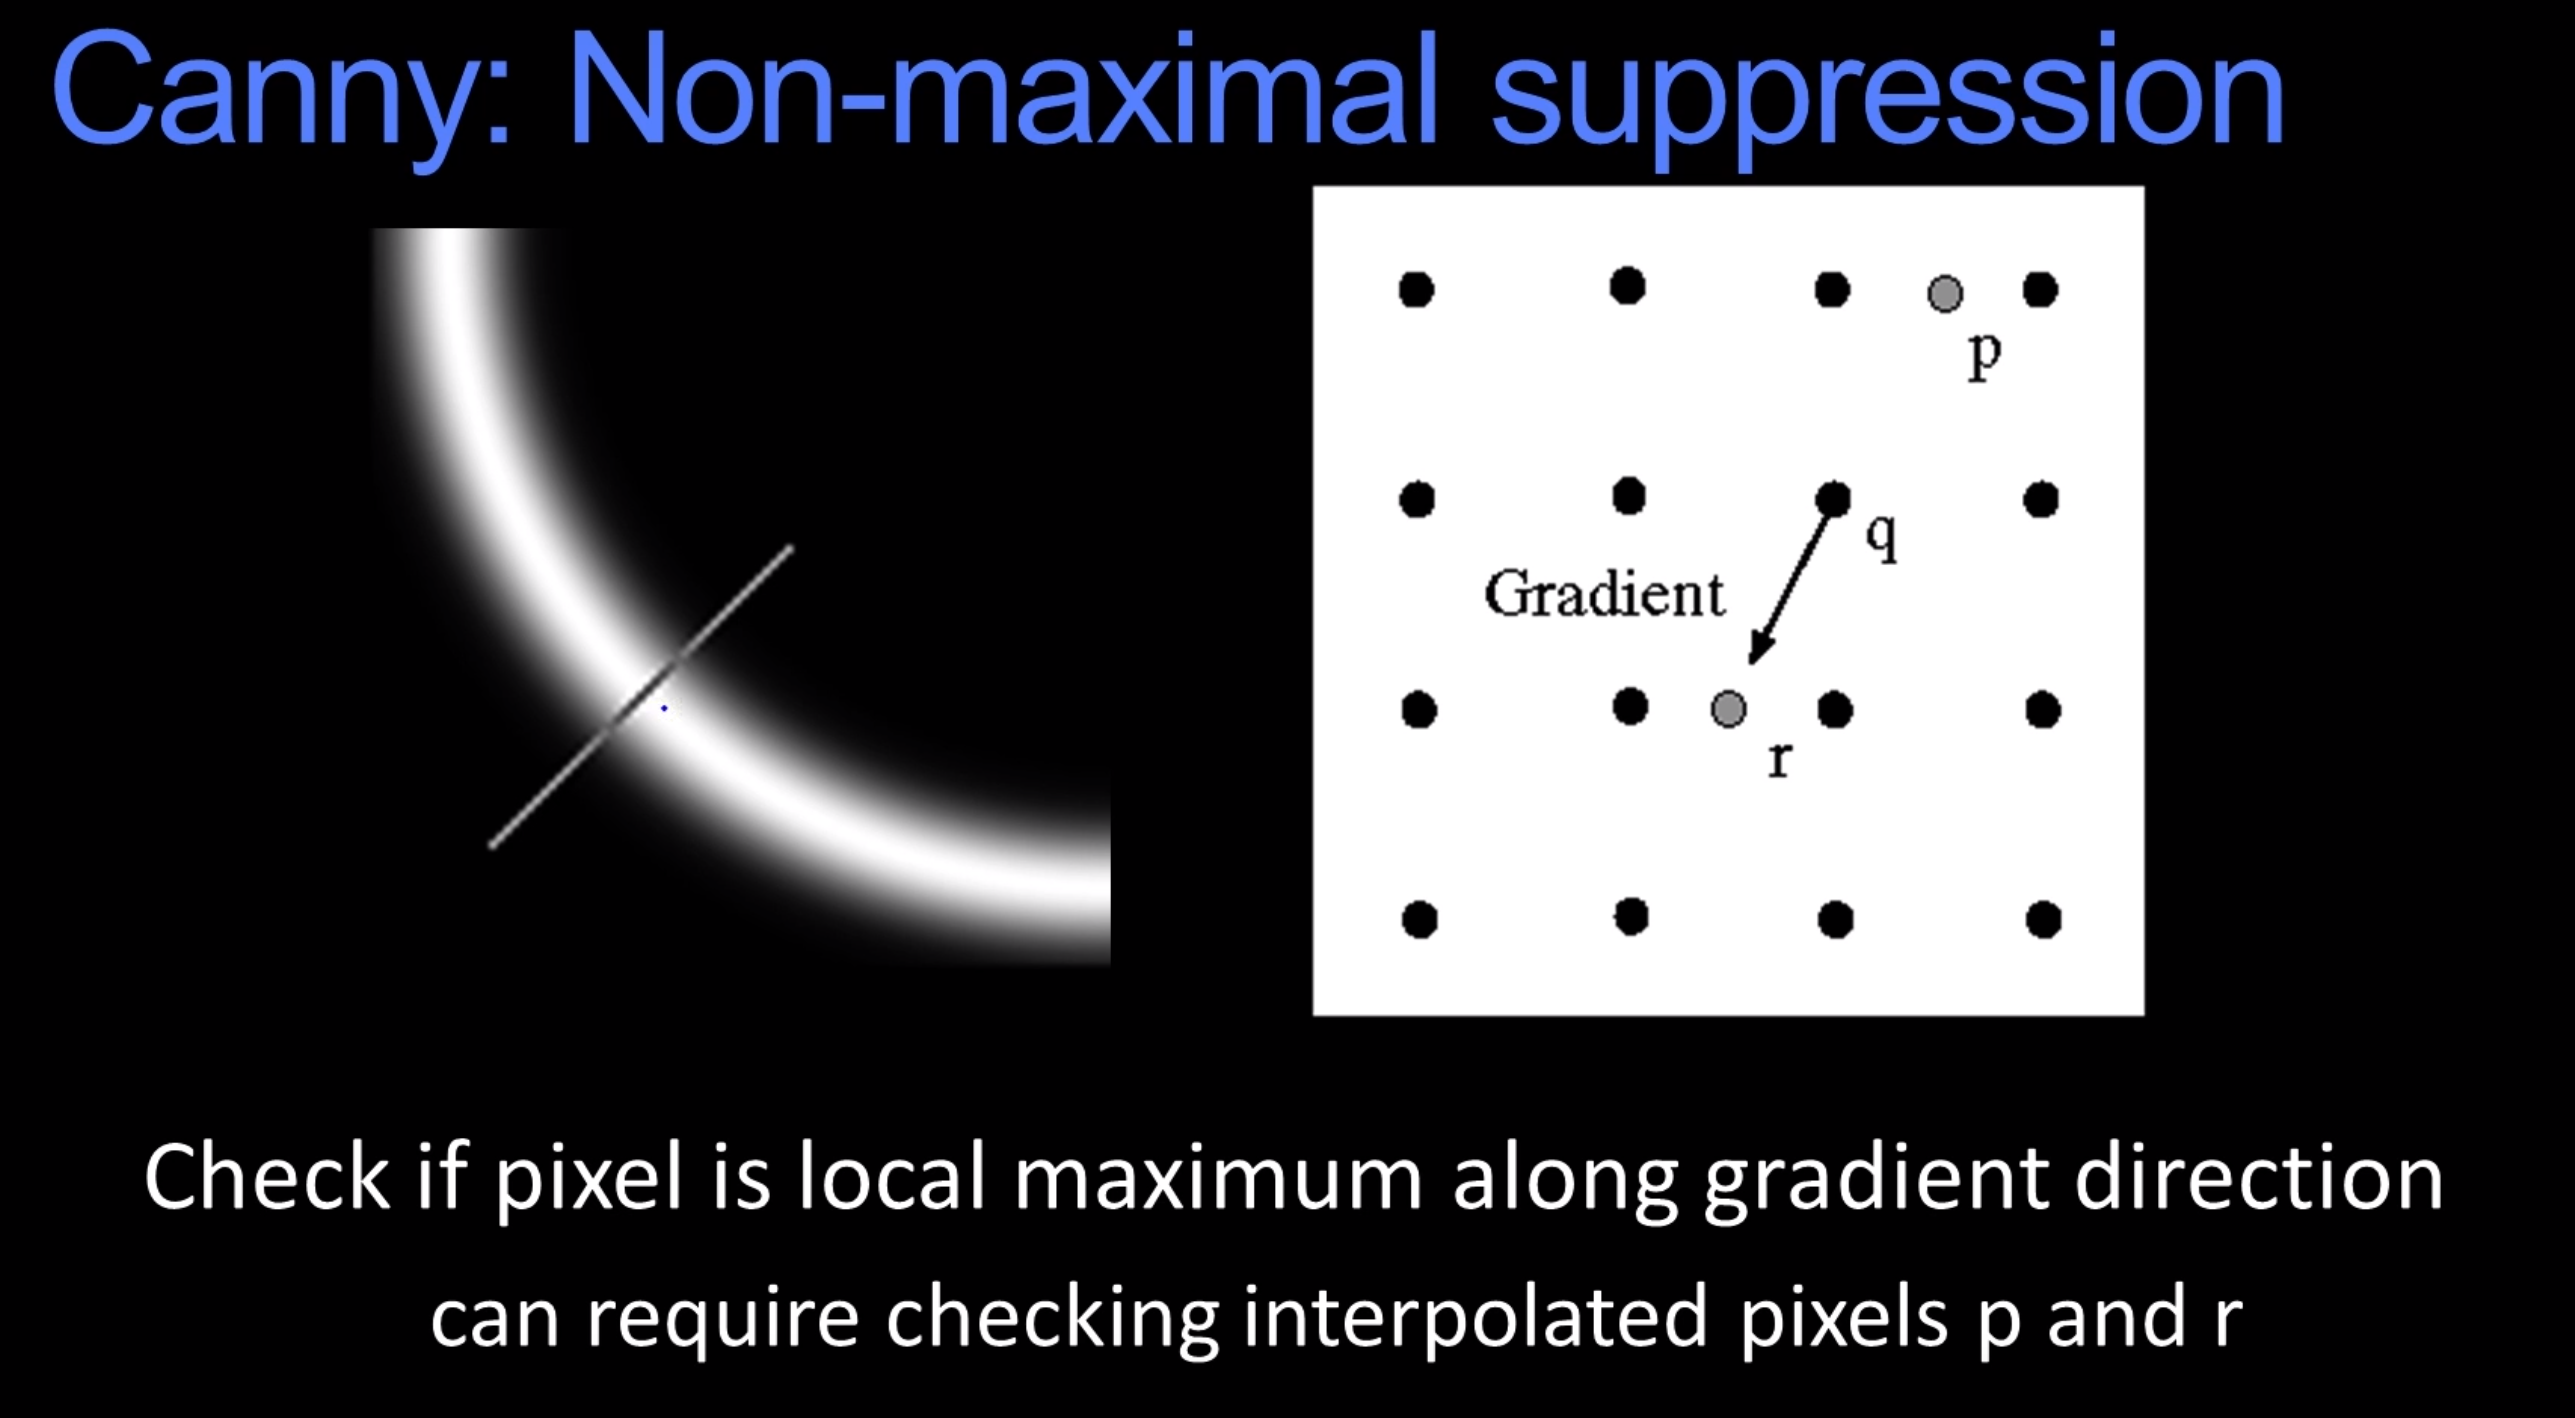 Canny: Non-maximal suppression
p
q
Gradient
r
Check if pixel is local maximum along gradient direction
can require checking interpolated pixels p and r